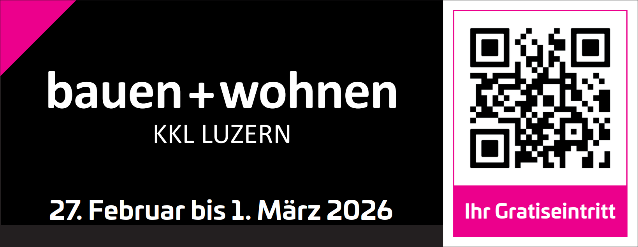 bauen+wohnen
KKL LUZERN
27. Februar bis 1. März 2026
Ihr Gratiseintritt